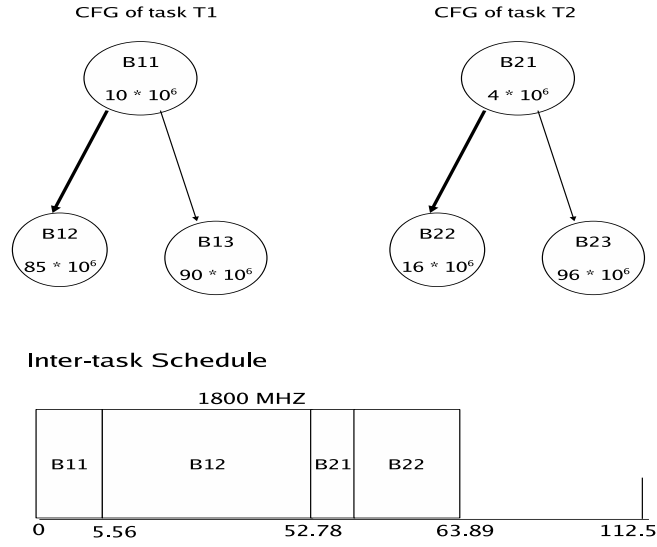 CFG of task T1
CFG of task T2
B11
10 * 10⁶
B21
4 * 10⁶
B12
85 * 10⁶
B13
90 * 10⁶
B22
16 * 10⁶
B23
96 * 10⁶
Inter-task Schedule
1800 MHZ
B11
B12
B21
B22
0
5.56
52.78
63.89
112.5